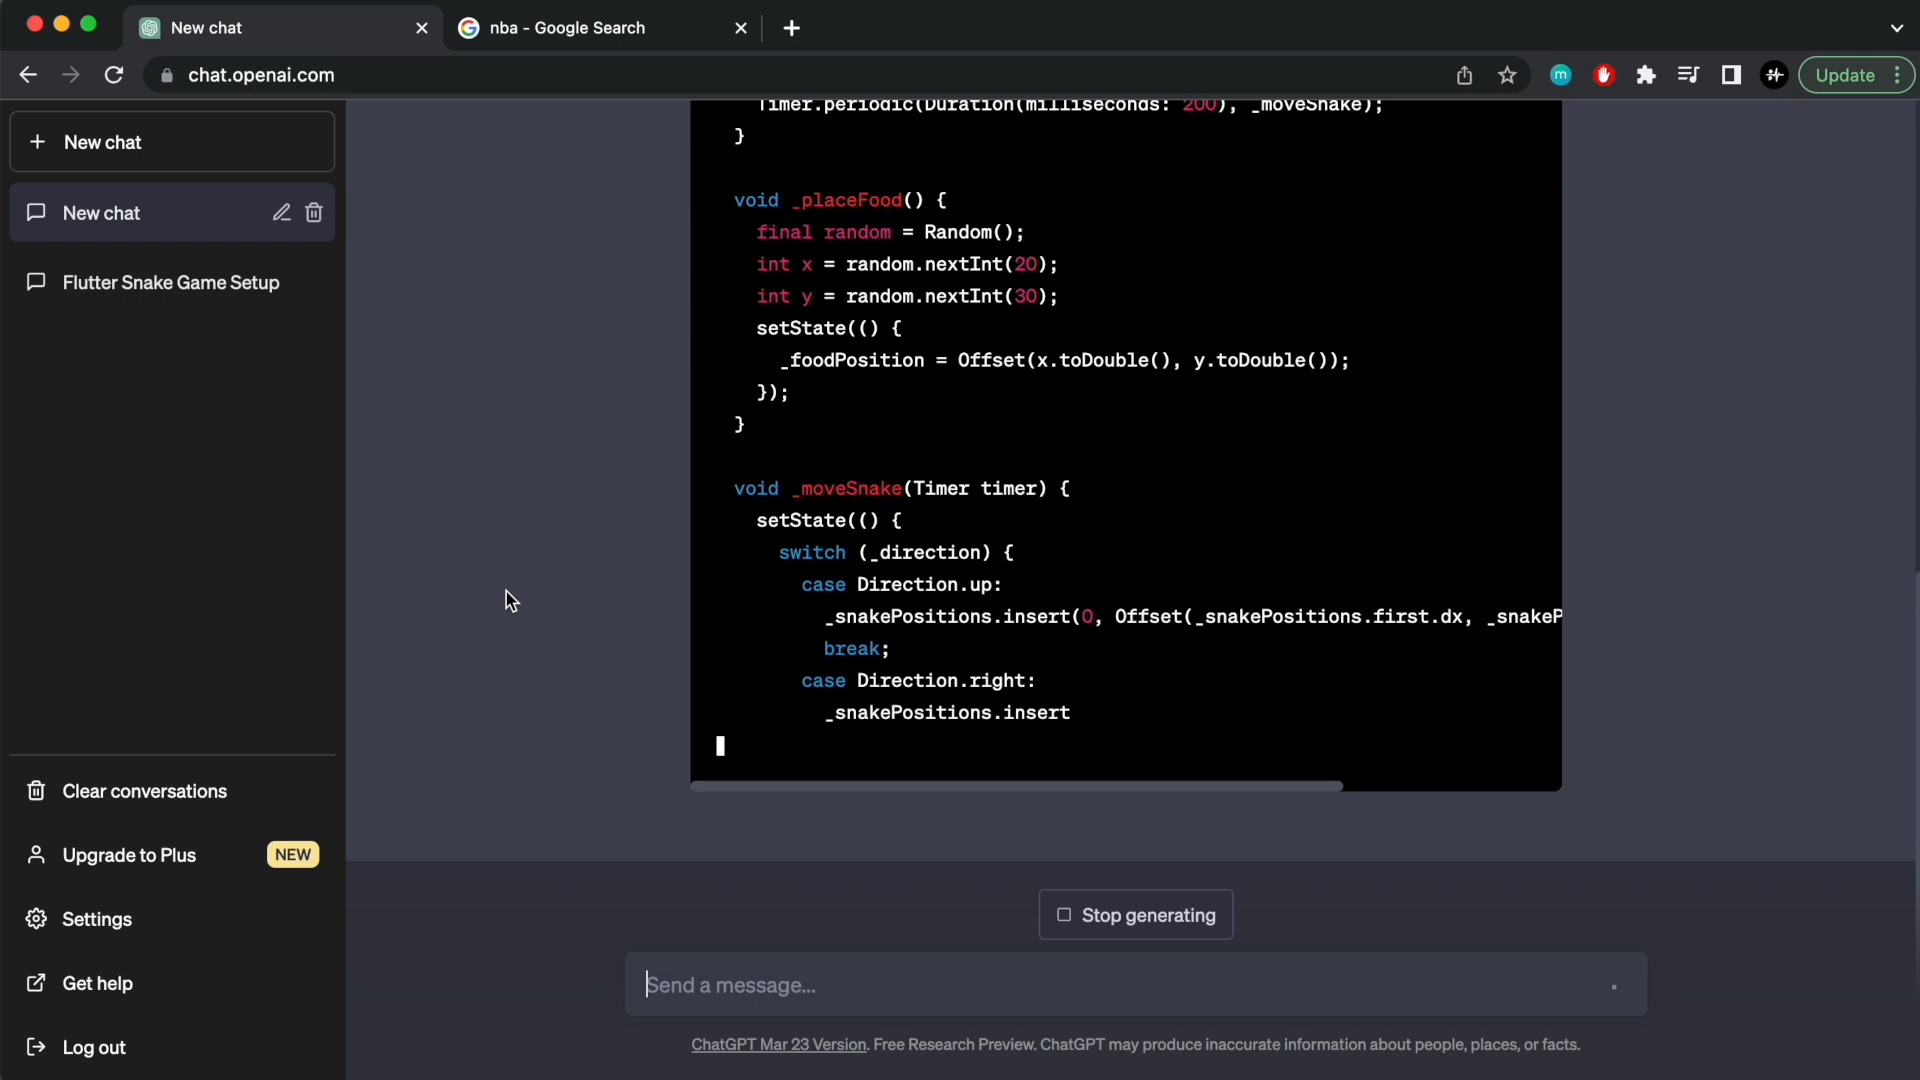 New chat
nba - Google Search
chat.openai.com
m
Update
New chat
New chat
Flutter Snake Game Setup
Clear conversations
Upgrade to Plus NEW
Settings
Get help
Log out
Timer.periodic(Duration(milliseconds: 200), _moveSnake);
}
void _placeFood() {
final random = Random();
int x = random.nextInt(20);
int y = random.nextInt(30);
setState(() {
_foodPosition = Offset(x.toDouble(), y.toDouble());
});
}
void _moveSnake(Timer timer) {
setState(() {
switch (_direction) {
case Direction.up:
_snakePositions.insert(0, Offset(_snakePositions.first.dx, _snakeP
break;
case Direction.right:
_snakePositions.insert
Stop generating
Send a message...
ChatGPT Mar 23 Version. Free Research Preview. ChatGPT may produce inaccurate information about people, places, or facts.